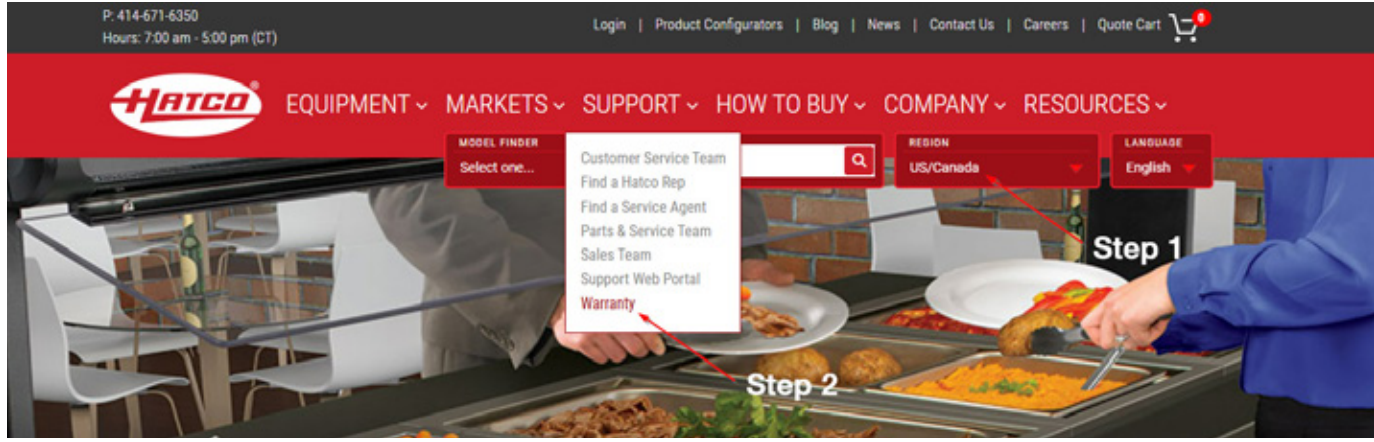 P: 414-671-6350
Hours: 7:00 am - 5:00 pm (CT)
Login | Product Configurators | Blog | News | Contact Us | Careers | Quote Cart 0
HATCO®
EQUIPMENT MARKETS SUPPORT HOW TO BUY COMPANY RESOURCES
MODEL FINDER
Select one...
REGION
US/Canada
LANGUAGE
English
Customer Service Team
Find a Hatco Rep
Find a Service Agent
Parts & Service Team
Sales Team
Support Web Portal
Warranty
Step 1
Step 2